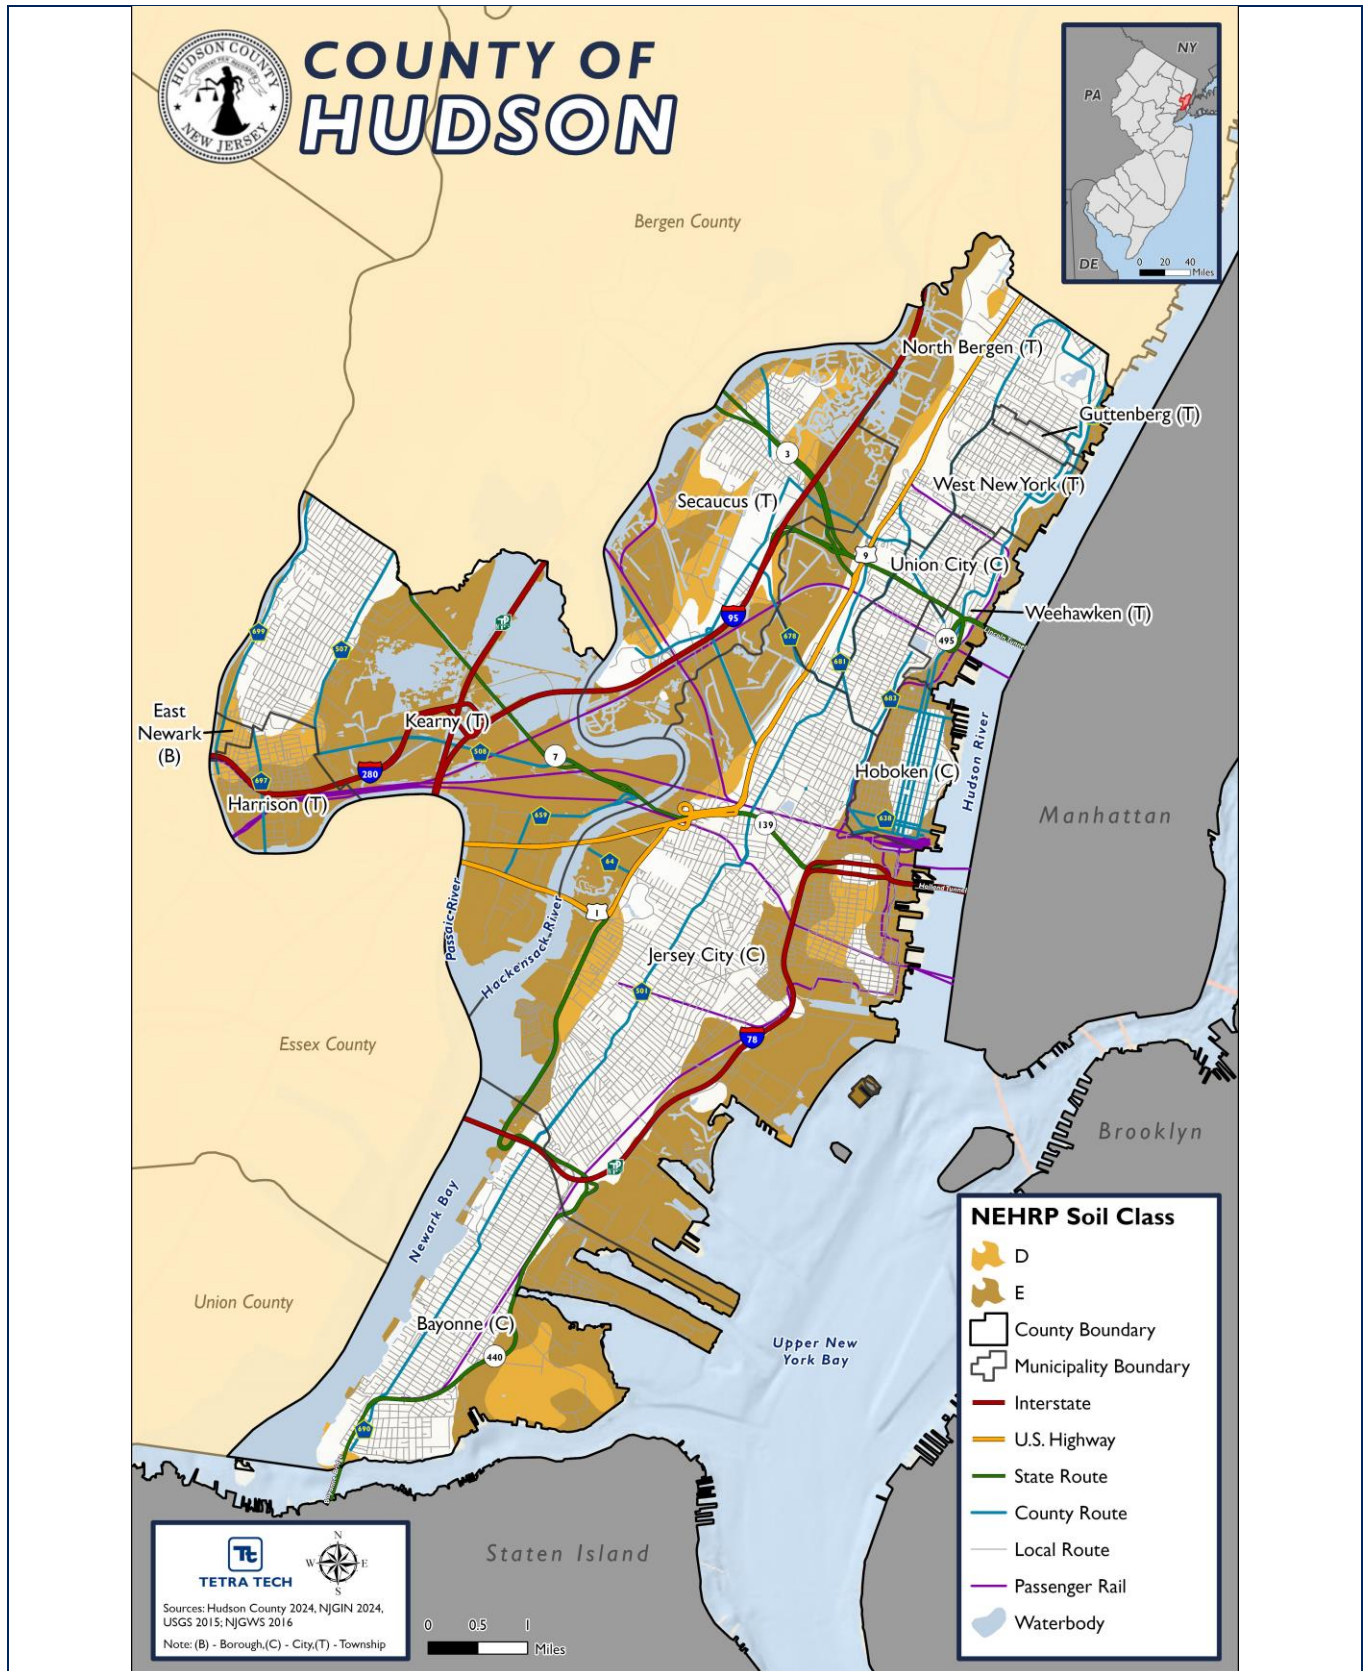 HUDSON COUNTY
NEW JERSEY
COUNTY OF
HUDSON
NY
PA
DE
0 20 40
Miles
Bergen County
North Bergen (T)
Guttenberg (T)
3
Secaucus (T)
West New York (T)
9
Union City (C)
Weehawken (T)
95
678
495
Lincoln Tunnel
681
683
699
507
East
Newark
(B)
Kearny (T)
508
7
280
697
Harrison (T)
Hoboken (C)
Hudson River
Manhattan
659
139
638
64
Holland Tunnel
Passaic River
1
Hackensack River
Jersey City (C)
501
78
Essex County
Brooklyn
Newark Bay
Union County
Bayonne (C)
440
Upper New
York Bay
690
Staten Island
NEHRP Soil Class
D
E
County Boundary
Municipality Boundary
Interstate
U.S. Highway
State Route
County Route
Local Route
Passenger Rail
Waterbody
Tt
TETRA TECH
N
W E
S
Sources: Hudson County 2024, NJGIN 2024,
USGS 2015; NJGWS 2016
Note: (B) - Borough,(C) - City,(T) - Township
0 0.5 1
Miles